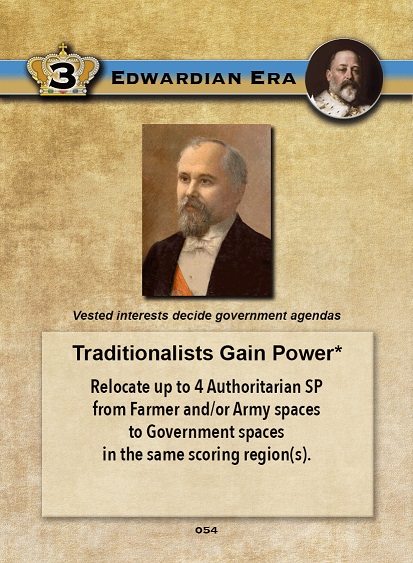 3 EDWARDIAN ERA
Vested interests decide government agendas
Traditionalists Gain Power*
Relocate up to 4 Authoritarian SP
from Farmer and/or Army spaces
to Government spaces
in the same scoring region(s).
054